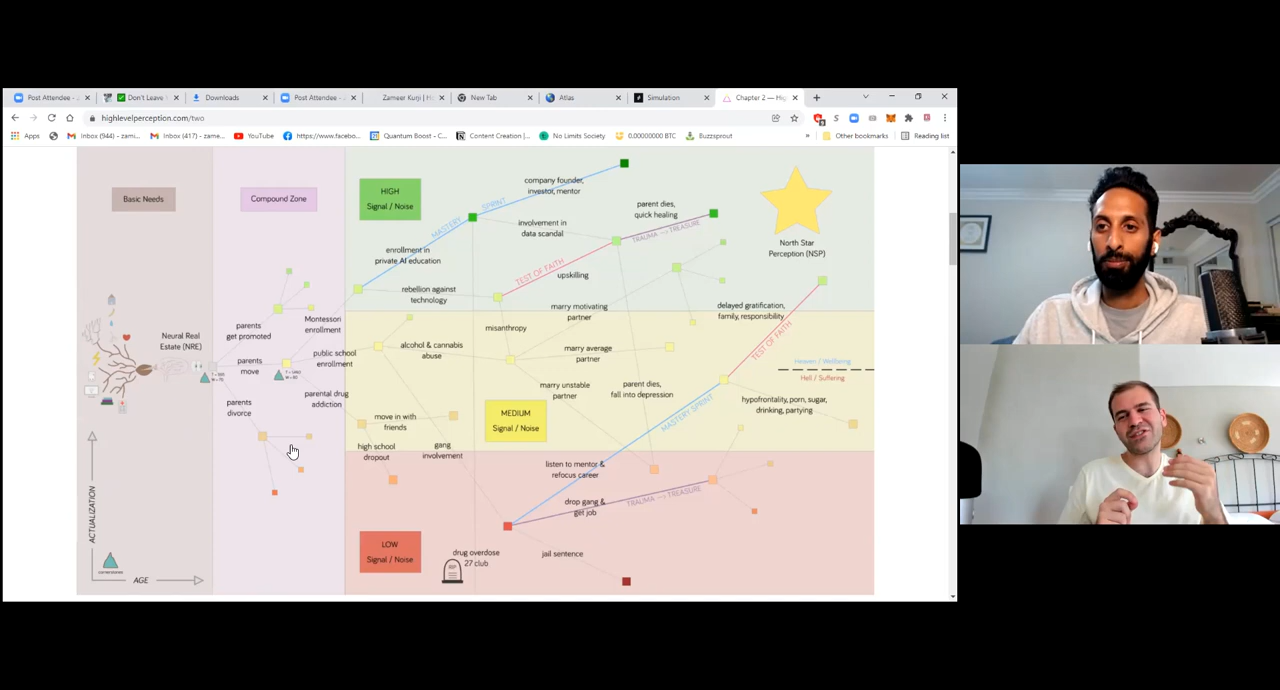 Post Attendee - Z
Don't Leave
Downloads
Post Attendee - Z
Zameer Kurji | H
New Tab
Atlas
Simulation
Chapter 2 — Hi
highlevelperception.com/two
Apps
Inbox (944) - zami...
Inbox (417) - zame...
YouTube
https://www.facebo...
Quantum Boost - C...
Content Creation |...
No Limits Society
0.00000000 BTC
Buzzsprout
»
Other bookmarks
Reading list
Basic Needs
Compound Zone
HIGH
Signal / Noise
company founder,
investor, mentor
parent dies,
quick healing
MASTERY SPRINT
involvement in
data scandal
TRAUMA --> TREASURE
North Star
Perception (NSP)
enrollment in
private AI education
TEST OF FAITH
upskilling
rebellion against
technology
marry motivating
partner
delayed gratification,
family, responsibility
parents
get promoted
Montessori
enrollment
misanthropy
Neural Real
Estate (NRE)
alcohol & cannabis
abuse
marry average
partner
TEST OF FAITH
parents
move
public school
enrollment
Heaven / Wellbeing
Hell / Suffering
marry unstable
partner
parent dies,
fall into depression
parents
divorce
parental drug
addiction
hypofrontality, porn, sugar,
drinking, partying
MEDIUM
Signal / Noise
MASTERY SPRINT
move in with
friends
high school
dropout
gang
involvement
listen to mentor &
refocus career
drop gang &
get job
TRAUMA --> TREASURE
ACTUALIZATION
LOW
Signal / Noise
drug overdose
27 club
jail sentence
RIP
AGE